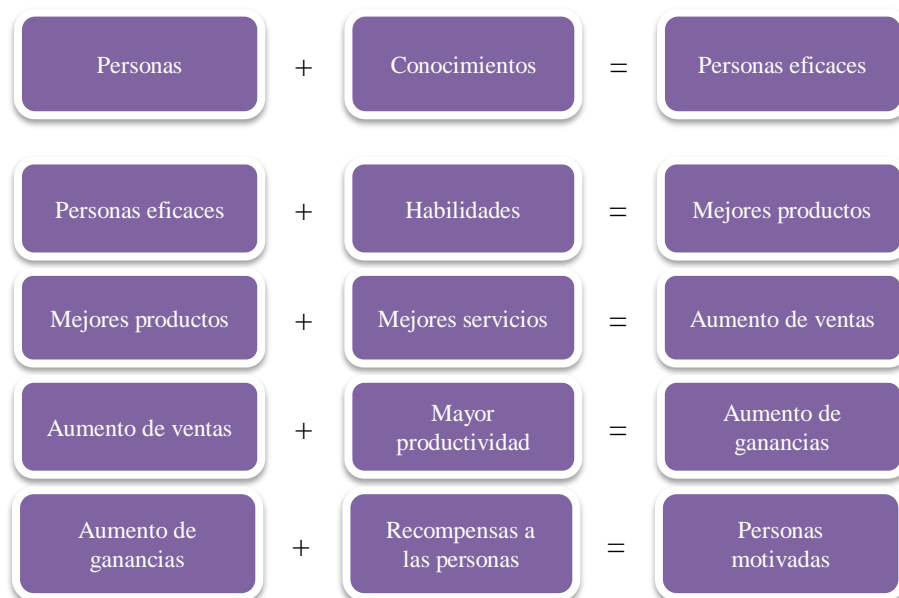 Personas + Conocimientos = Personas eficaces
Personas eficaces + Habilidades = Mejores productos
Mejores productos + Mejores servicios = Aumento de ventas
Aumento de ventas + Mayor
productividad = Aumento de
ganancias
Aumento de
ganancias + Recompensas a
las personas = Personas
motivadas